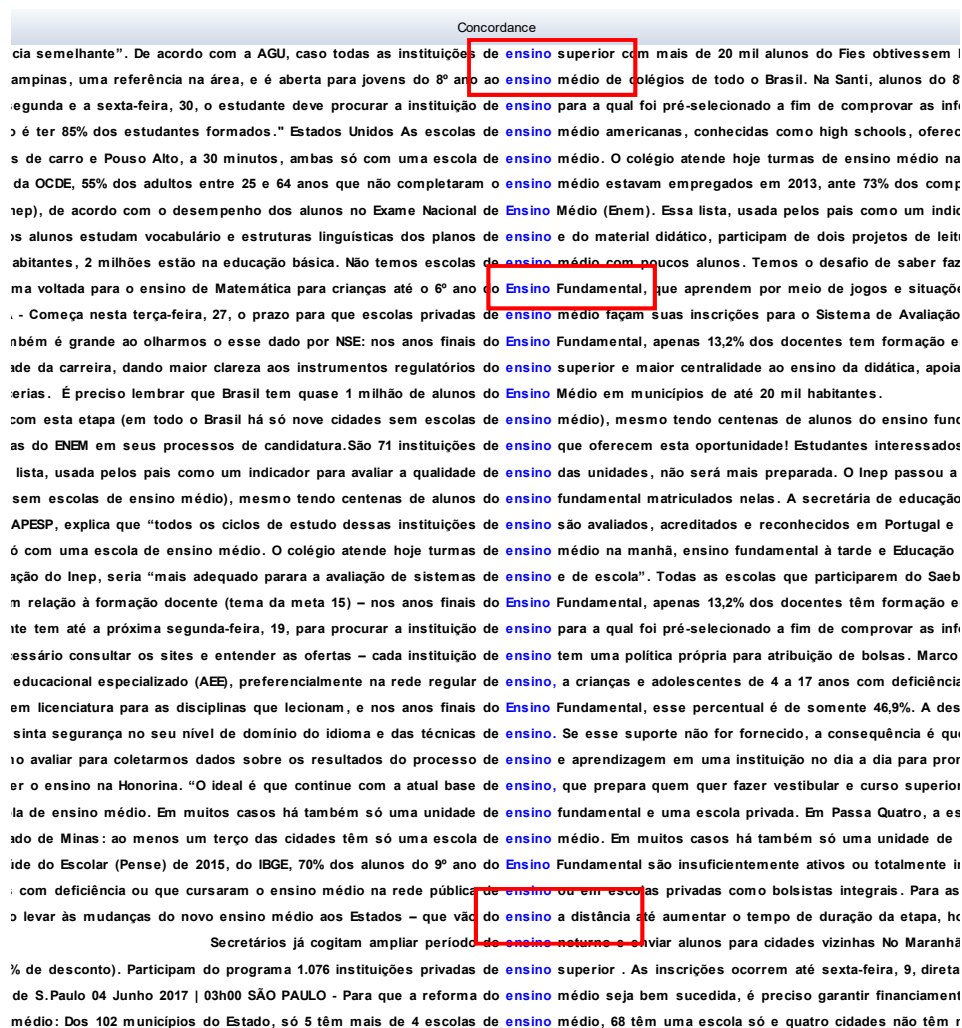 Concordance
cia semelhante”. De acordo com a AGU, caso todas as instituições de ensino superior com mais de 20 mil alunos do Fies obtivessem
ampinas, uma referência na área, e é aberta para jovens do 8º ano ao ensino médio de colégios de todo o Brasil. Na Santi, alunos do
egunda e a sexta-feira, 30, o estudante deve procurar a instituição de ensino para a qual foi pré-selecionado a fim de comprovar as
o é ter 85% dos estudantes formados." Estados Unidos As escolas de ensino médio americanas, conhecidas como high schools,
s de carro e Pouso Alto, a 30 minutos, ambas só com uma escola de ensino médio. O colégio atende hoje turmas de ensino médio na
da OCDE, 55% dos adultos entre 25 e 64 anos que não completaram o ensino médio estavam empregados em 2013, ante 73% dos
nep), de acordo com o desempenho dos alunos no Exame Nacional de Ensino Médio (Enem). Essa lista, usada pelos pais como um
os alunos estudam vocabulário e estruturas linguísticas dos planos de ensino e do material didático, participam de dois projetos de
abitantes, 2 milhões estão na educação básica. Não temos escolas de ensino médio com poucos alunos. Temos o desafio de saber
ma voltada para o ensino de Matemática para crianças até o 6º ano do Ensino Fundamental, que aprendem por meio de jogos e
- Começa nesta terça-feira, 27, o prazo para que escolas privadas de ensino médio façam suas inscrições para o Sistema de Avaliação
mbém é grande ao olharmos o esse dado por NSE: nos anos finais do Ensino Fundamental, apenas 13,2% dos docentes tem formação
ade da carreira, dando maior clareza aos instrumentos regulatórios do ensino superior e maior centralidade ao ensino da didática,
erias. É preciso lembrar que Brasil tem quase 1 milhão de alunos do Ensino Médio em municípios de até 20 mil habitantes.
com esta etapa (em todo o Brasil há só nove cidades sem escolas de ensino médio), mesmo tendo centenas de alunos do ensino
as do ENEM em seus processos de candidatura.São 71 instituições de ensino que oferecem esta oportunidade! Estudantes interessados
lista, usada pelos pais como um indicador para avaliar a qualidade de ensino das unidades, não será mais preparada. O Inep passou a
sem escolas de ensino médio), mesmo tendo centenas de alunos do ensino fundamental matriculados nelas. A secretária de educação
APESP, explica que “todos os ciclos de estudo dessas instituições de ensino são avaliados, acreditados e reconhecidos em Portugal e
ó com uma escola de ensino médio. O colégio atende hoje turmas de ensino médio na manhã, ensino fundamental à tarde e Educação
ação do Inep, seria “mais adequado parara a avaliação de sistemas de ensino e de escola”. Todas as escolas que participarem do Saeb
m relação à formação docente (tema da meta 15) – nos anos finais do Ensino Fundamental, apenas 13,2% dos docentes têm formação
nte tem até a próxima segunda-feira, 19, para procurar a instituição de ensino para a qual foi pré-selecionado a fim de comprovar as
essário consultar os sites e entender as ofertas – cada instituição de ensino tem uma política própria para atribuição de bolsas. Marco
educacional especializado (AEE), preferencialmente na rede regular de ensino, a crianças e adolescentes de 4 a 17 anos com deficiência
em licenciatura para as disciplinas que lecionam, e nos anos finais do Ensino Fundamental, esse percentual é de somente 46,9%. A
sinta segurança no seu nível de domínio do idioma e das técnicas de ensino. Se esse suporte não for fornecido, a consequência é que
no avaliar para coletarmos dados sobre os resultados do processo de ensino e aprendizagem em uma instituição no dia a dia para
er o ensino na Honorina. “O ideal é que continue com a atual base de ensino, que prepara quem quer fazer vestibular e curso superior
la de ensino médio. Em muitos casos há também só uma unidade de ensino fundamental e uma escola privada. Em Passa Quatro, a
ado de Minas: ao menos um terço das cidades têm só uma escola de ensino médio. Em muitos casos há também só uma unidade de
úde do Escolar (Pense) de 2015, do IBGE, 70% dos alunos do 9º ano do Ensino Fundamental são insuficientemente ativos ou totalmente
com deficiência ou que cursaram o ensino médio na rede pública de ensino ou em escolas privadas como bolsistas integrais. Para as
o levar às mudanças do novo ensino médio aos Estados – que vão do ensino a distância até aumentar o tempo de duração da etapa,
Secretários já cogitam ampliar período de ensino noturno e enviar alunos para cidades vizinhas No
% de desconto). Participam do programa 1.076 instituições privadas de ensino superior . As inscrições ocorrem até sexta-feira, 9,
de S.Paulo 04 Junho 2017 | 03h00 SÃO PAULO - Para que a reforma do ensino médio seja bem sucedida, é preciso garantir
médio: Dos 102 municípios do Estado, só 5 têm mais de 4 escolas de ensino médio, 68 têm uma escola só e quatro cidades não têm